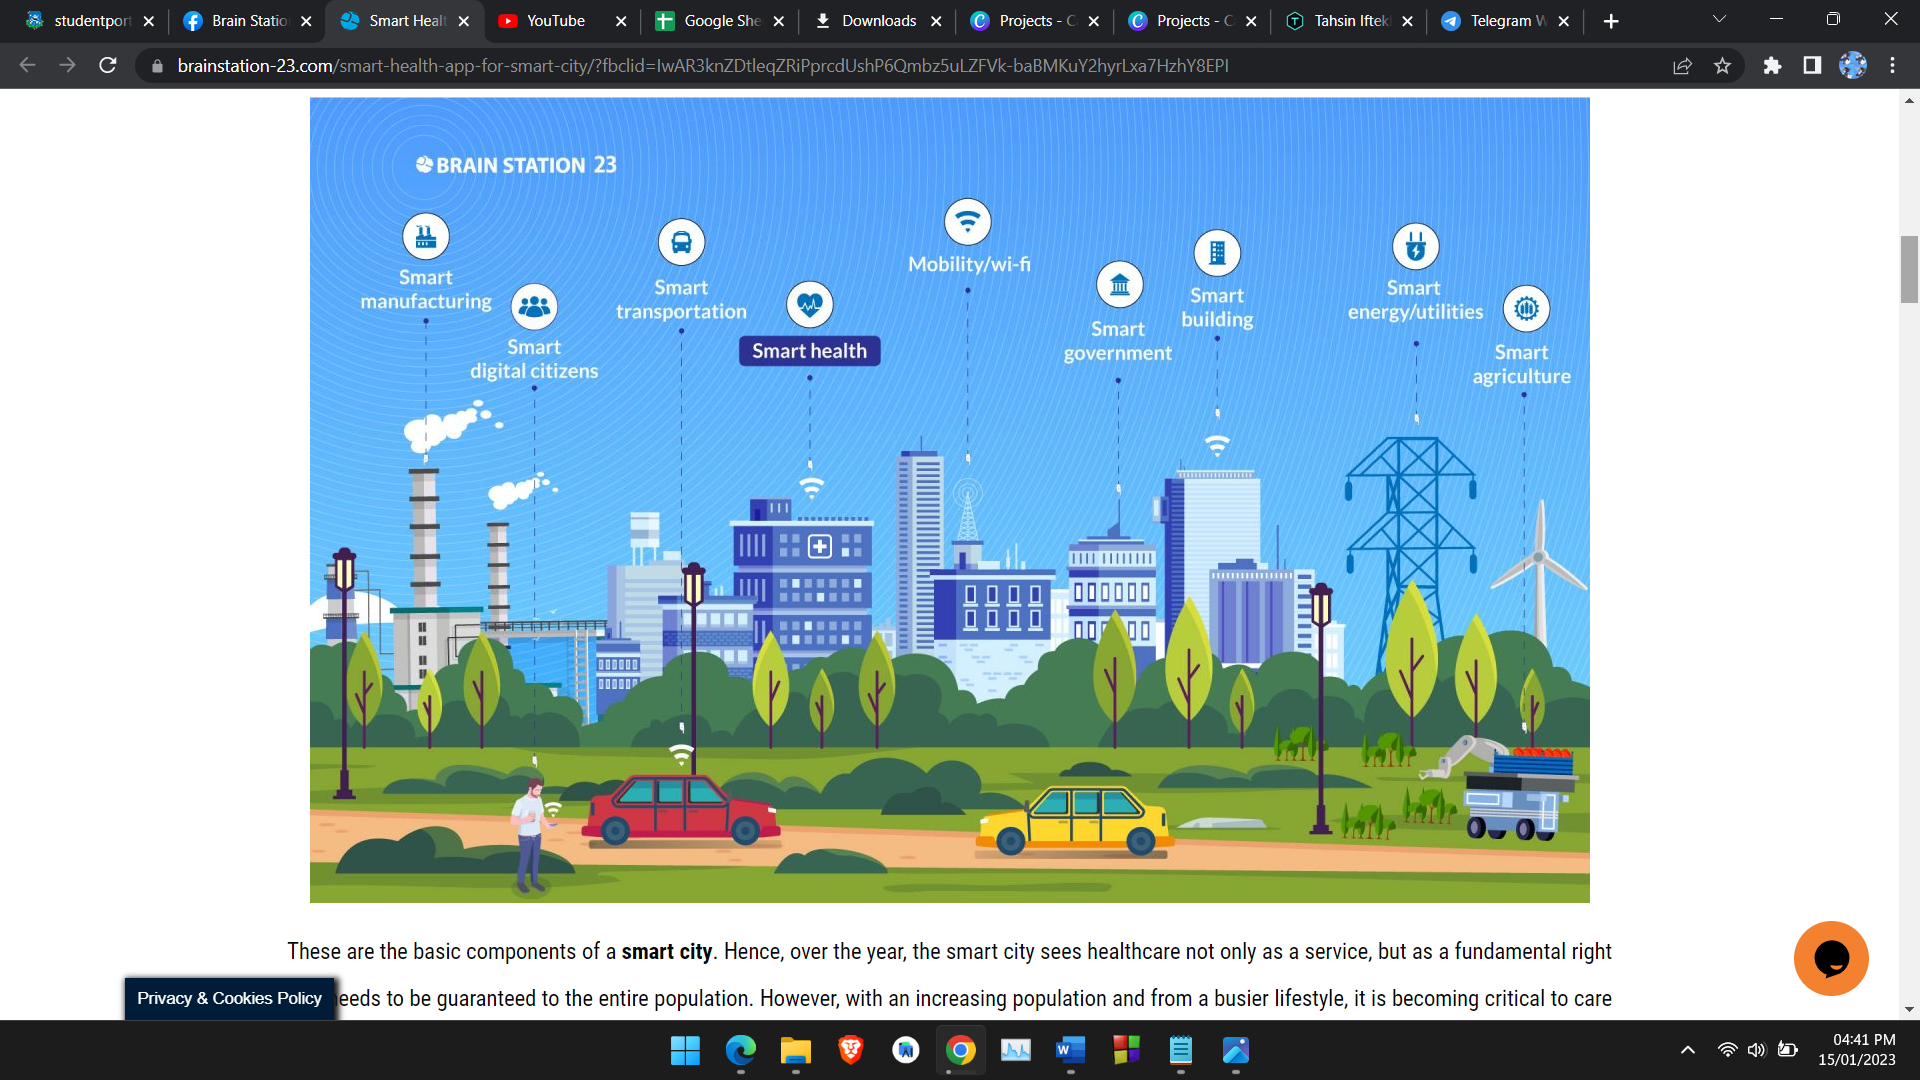 studentport
Brain Statio
Smart Healt
YouTube
Google She
Downloads
Projects - C
Projects - C
Tahsin Iftek
Telegram W
brainstation-23.com/smart-health-app-for-smart-city/?fbclid=IwAR3knZDtleqZRiPprcdUshP6Qmbz5uLZFVk-baBMKuY2hyrLxa7HzhY8EPI
BRAIN STATION 23
Smart
manufacturing
Smart
digital citizens
Smart
transportation
Smart health
Mobility/wi-fi
Smart
government
Smart
building
Smart
energy/utilities
Smart
agriculture
These are the basic components of a smart city. Hence, over the year, the smart city sees healthcare not only as a service, but as a fundamental right
eeds to be guaranteed to the entire population. However, with an increasing population and from a busier lifestyle, it is becoming critical to care
Privacy & Cookies Policy
04:41 PM
15/01/2023